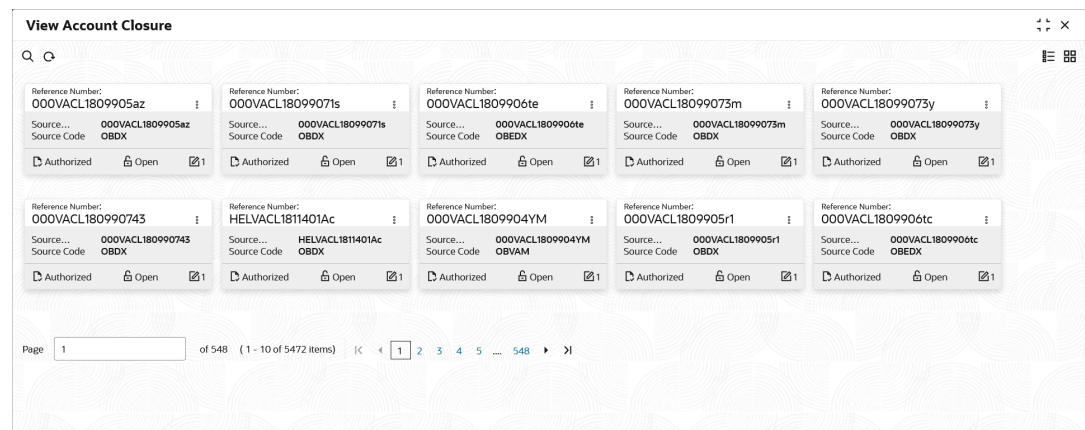 View Account Closure
Reference Number: Reference Number: Reference Number: Reference Number: Reference Number:
000VACL1809905az 000VACL18099071s 000VACL1809906te 000VACL18099073m 000VACL18099073y
Source... 000VACL1809905az Source... 000VACL18099071s Source... 000VACL1809906te Source... 000VACL18099073m Source... 000VACL18099073y
Source Code OBDX Source Code OBDX Source Code OBEDX Source Code OBDX Source Code OBDX
Authorized Open 1 Authorized Open 1 Authorized Open 1 Authorized Open 1 Authorized Open 1
Reference Number: Reference Number: Reference Number: Reference Number: Reference Number:
000VACL180990743 HELVACL1811401Ac 000VACL1809904YM 000VACL1809905r1 000VACL1809906tc
Source... 000VACL180990743 Source... HELVACL1811401Ac Source... 000VACL1809904YM Source... 000VACL1809905r1 Source... 000VACL1809906tc
Source Code OBDX Source Code OBDX Source Code OBVAM Source Code OBDX Source Code OBEDX
Authorized Open 1 Authorized Open 1 Authorized Open 1 Authorized Open 1 Authorized Open 1
Page 1 of 548 ( 1 - 10 of 5472 items) 1 2 3 4 5 .... 548